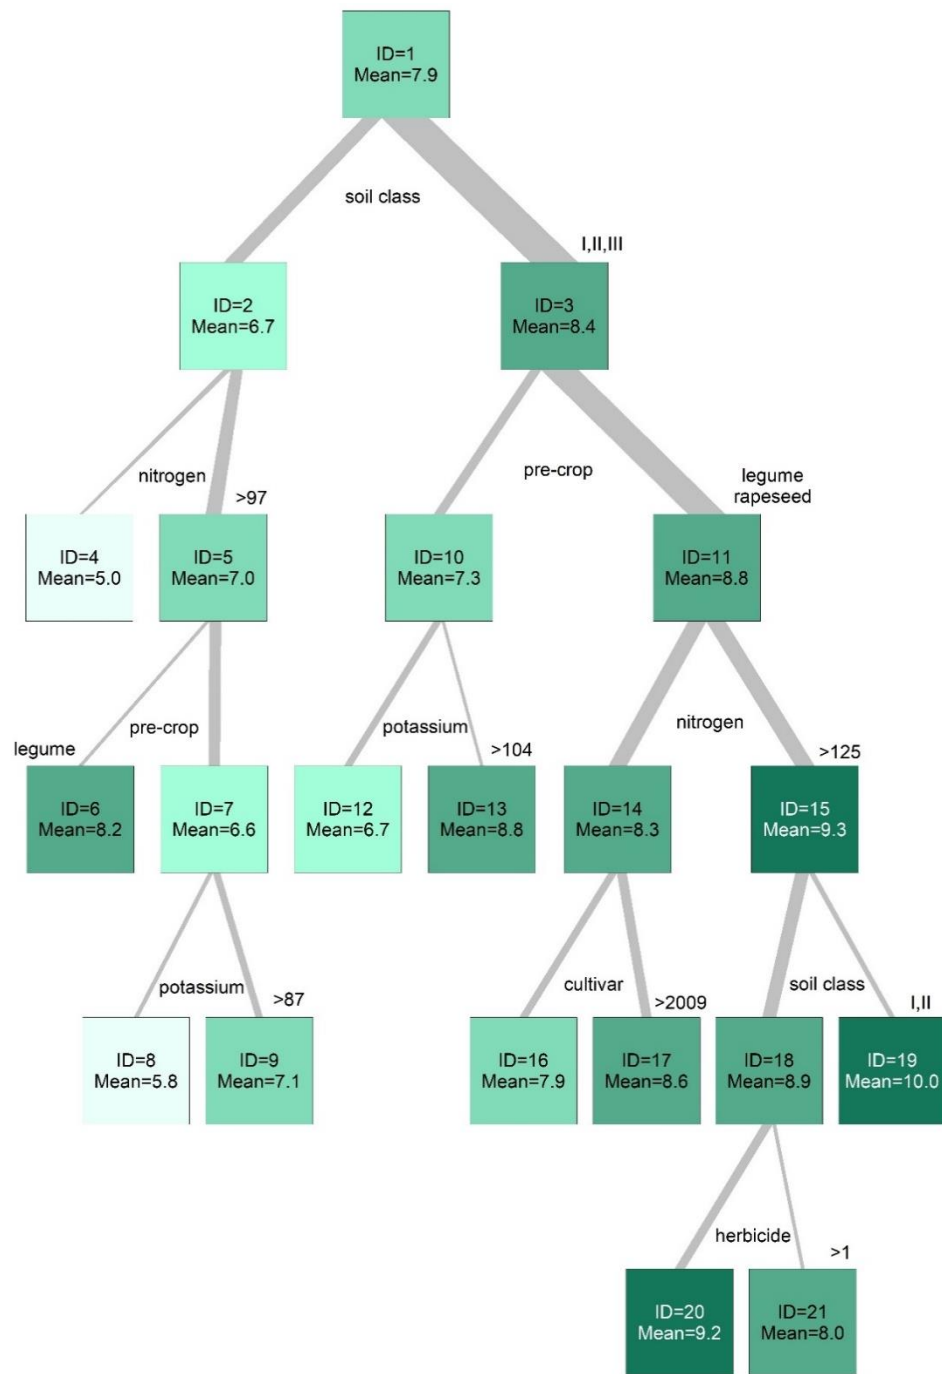 ID=1
Mean=7.9
soil class
I,II,III
ID=2
Mean=6.7
ID=3
Mean=8.4
nitrogen
>97
pre-crop
legume
rapeseed
ID=4
Mean=5.0
ID=5
Mean=7.0
ID=10
Mean=7.3
ID=11
Mean=8.8
legume
pre-crop
potassium
>104
nitrogen
>125
ID=6
Mean=8.2
ID=7
Mean=6.6
ID=12
Mean=6.7
ID=13
Mean=8.8
ID=14
Mean=8.3
ID=15
Mean=9.3
potassium
>87
cultivar
>2009
soil class
I,II
ID=8
Mean=5.8
ID=9
Mean=7.1
ID=16
Mean=7.9
ID=17
Mean=8.6
ID=18
Mean=8.9
ID=19
Mean=10.0
herbicide
>1
ID=20
Mean=9.2
ID=21
Mean=8.0